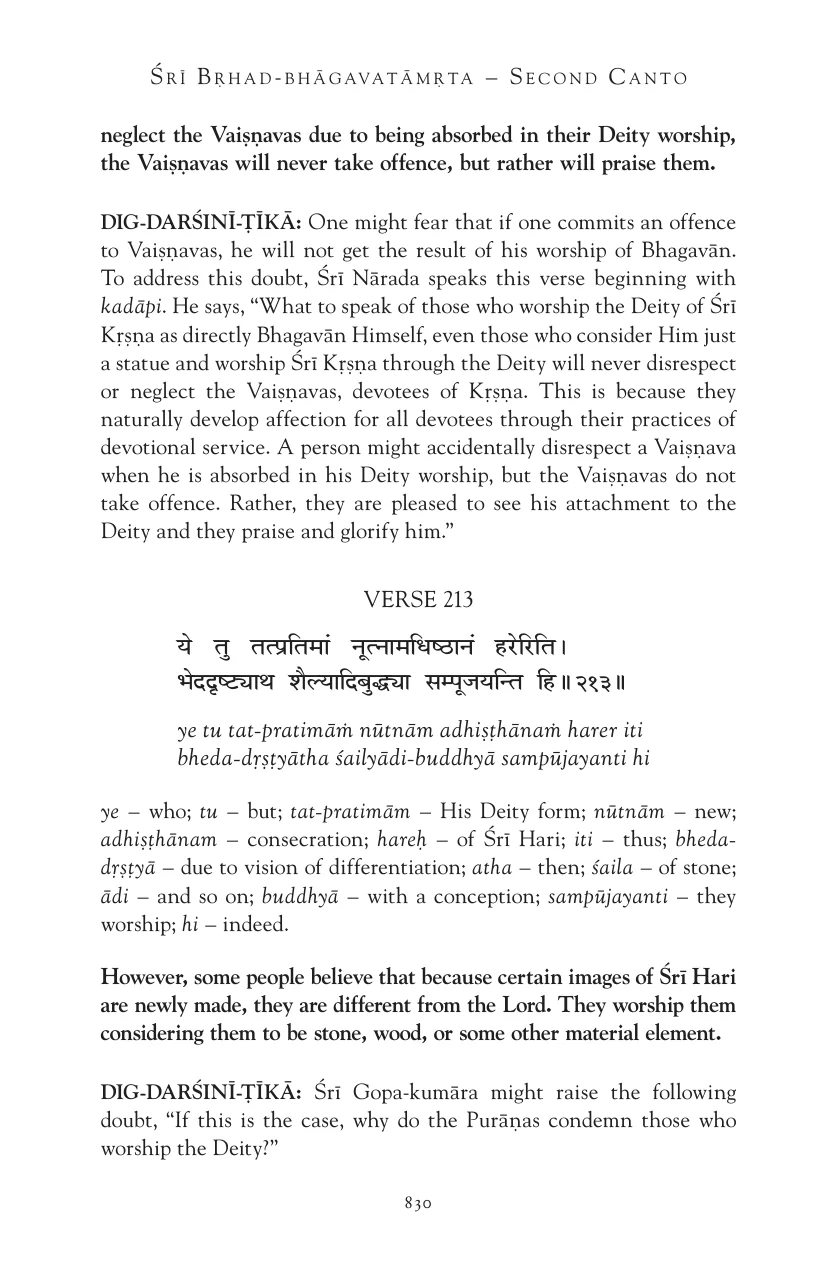 Śrī Bṛhad-bhāgavatāmṛta – Second Canto
neglect the Vaiṣṇavas due to being absorbed in their Deity worship,
the Vaiṣṇavas will never take offence, but rather will praise them.
DIG-DARŚINĪ-ṬĪKĀ: One might fear that if one commits an offence
to Vaiṣṇavas, he will not get the result of his worship of Bhagavān.
To address this doubt, Śrī Nārada speaks this verse beginning with
kadāpi. He says, “What to speak of those who worship the Deity of Śrī
Kṛṣṇa as directly Bhagavān Himself, even those who consider Him just
a statue and worship Śrī Kṛṣṇa through the Deity will never disrespect
or neglect the Vaiṣṇavas, devotees of Kṛṣṇa. This is because they
naturally develop affection for all devotees through their practices of
devotional service. A person might accidentally disrespect a Vaiṣṇava
when he is absorbed in his Deity worship, but the Vaiṣṇavas do not
take offence. Rather, they are pleased to see his attachment to the
Deity and they praise and glorify him.”
VERSE 213
ये तु तत्प्रतिमां नूत्नामधिष्ठानं हरेरिति।
भेददृष्ट्याथ शैल्यादिबुद्ध्या सम्पूजयन्ति हि॥२१३॥
ye tu tat-pratimāṁ nūtnām adhiṣṭhānaṁ harer iti
bheda-dṛṣṭyātha śailyādi-buddhyā sampūjayanti hi
ye – who; tu – but; tat-pratimām – His Deity form; nūtnām – new;
adhiṣṭhānam – consecration; hareḥ – of Śrī Hari; iti – thus; bheda-
dṛṣṭyā – due to vision of differentiation; atha – then; śaila – of stone;
ādi – and so on; buddhyā – with a conception; sampūjayanti – they
worship; hi – indeed.
However, some people believe that because certain images of Śrī Hari
are newly made, they are different from the Lord. They worship them
considering them to be stone, wood, or some other material element.
DIG-DARŚINĪ-ṬĪKĀ: Śrī Gopa-kumāra might raise the following
doubt, “If this is the case, why do the Purāṇas condemn those who
worship the Deity?”
830